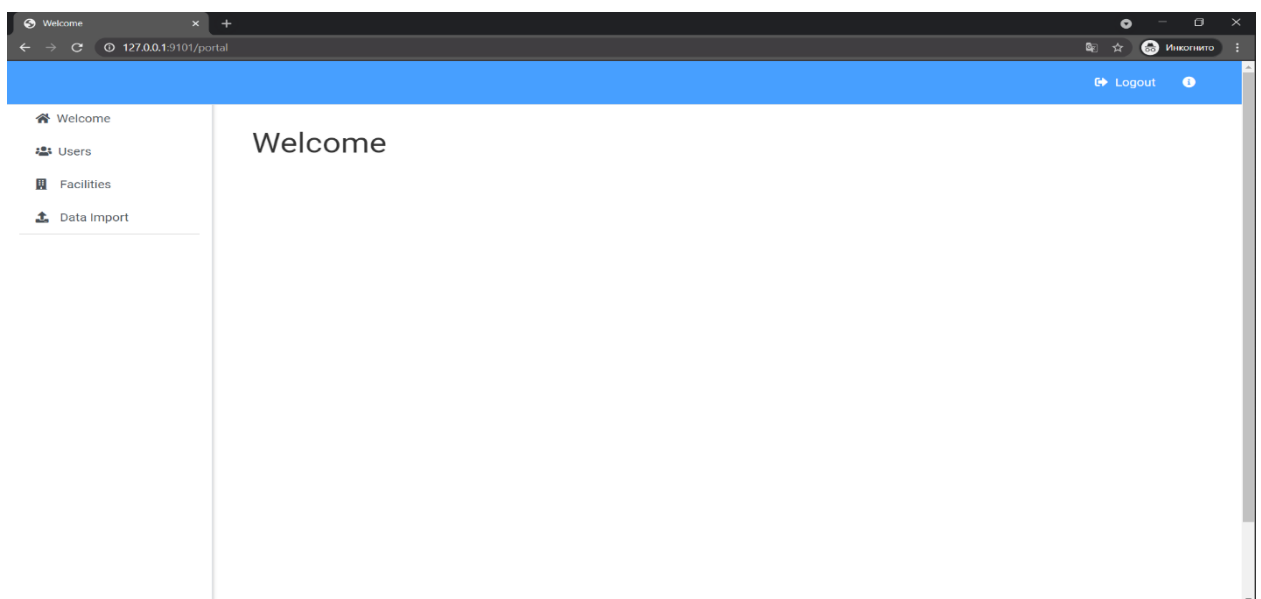 Welcome
127.0.0.1:9101/portal
Инкогнито
Logout
Welcome
Users
Facilities
Data Import
Welcome